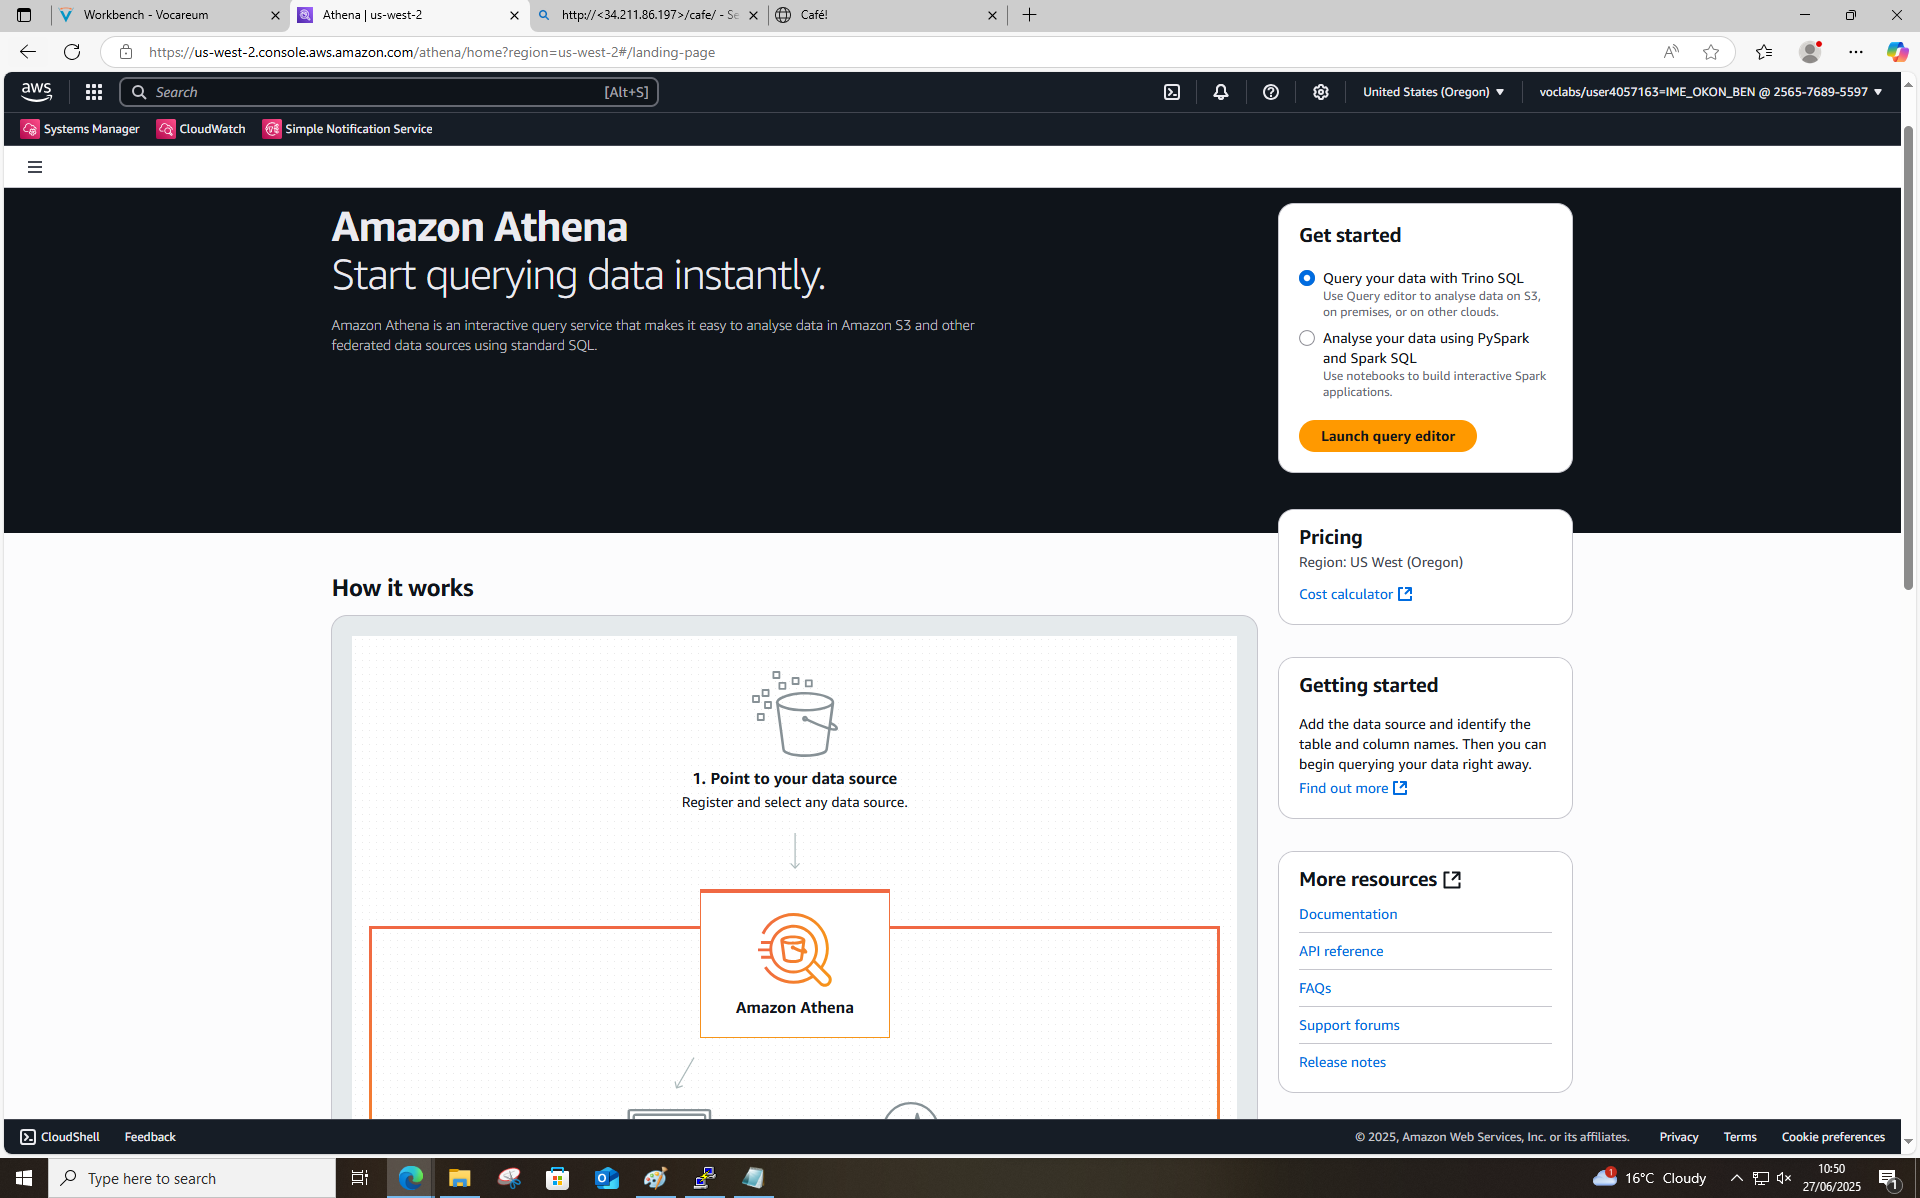 Workbench - Vocareum
Athena | us-west-2
http://<34.211.86.197>/cafe/ - Se
Café!
https://us-west-2.console.aws.amazon.com/athena/home?region=us-west-2#/landing-page
aws
Search
[Alt+S]
United States (Oregon)
voclabs/user4057163=IME_OKON_BEN @ 2565-7689-5597
Systems Manager
CloudWatch
Simple Notification Service
Amazon Athena
Start querying data instantly.
Amazon Athena is an interactive query service that makes it easy to analyse data in Amazon S3 and other
federated data sources using standard SQL.
Get started
Query your data with Trino SQL
Use Query editor to analyse data on S3,
on premises, or on other clouds.
Analyse your data using PySpark
and Spark SQL
Use notebooks to build interactive Spark
applications.
Launch query editor
Pricing
Region: US West (Oregon)
Cost calculator
How it works
1. Point to your data source
Register and select any data source.
Amazon Athena
Getting started
Add the data source and identify the
table and column names. Then you can
begin querying your data right away.
Find out more
More resources
Documentation
API reference
FAQs
Support forums
Release notes
CloudShell
Feedback
© 2025, Amazon Web Services, Inc. or its affiliates.
Privacy
Terms
Cookie preferences
Type here to search
1
16°C Cloudy
10:50
27/06/2025
1